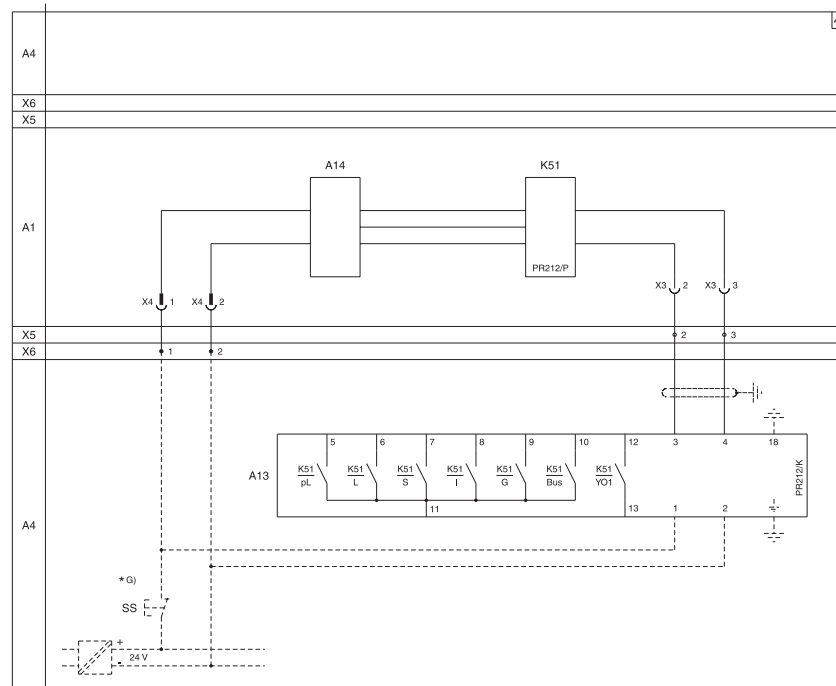 4
A4
X6
X5
A14
K51
A1
PR212/P
X4 1
X4 2
X3 2
X3 3
X5
2
3
X6
1
2
5
6
7
8
9
10
12
3
4
18
A13
K51
pL
K51
L
K51
S
K51
I
K51
G
K51
Bus
K51
YO1
PR212/K
11
13
1
2
A4
* G)
SS
+
24 V
-